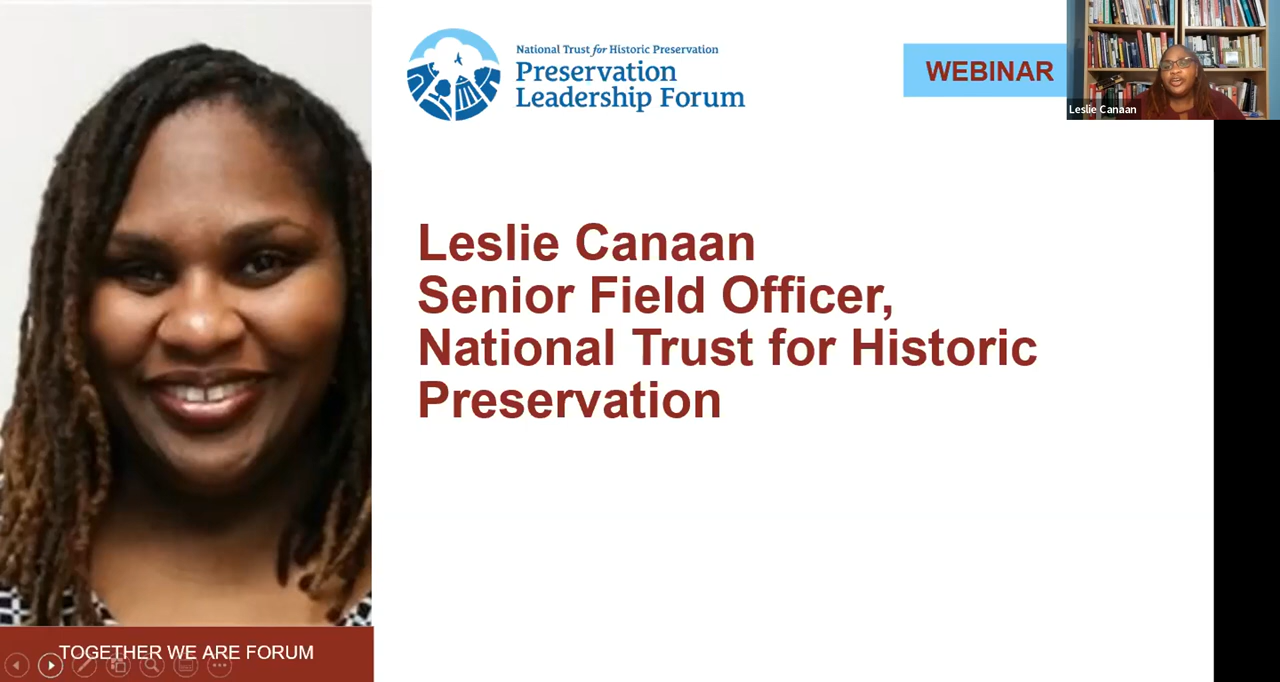 National Trust for Historic Preservation
Preservation
Leadership Forum
WEBINAR
Leslie Canaan
Leslie Canaan
Senior Field Officer,
National Trust for Historic
Preservation
TOGETHER WE ARE FORUM